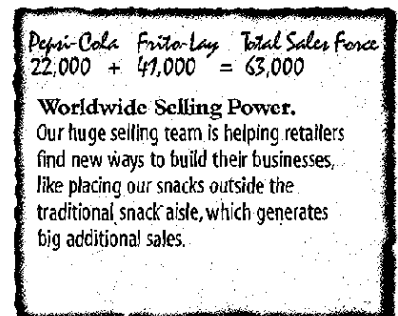 Pepsi-Cola Frito-Lay Total Sales Force
22,000 + 41,000 = 63,000
Worldwide Selling Power.
Our huge selling team is helping retailers
find new ways to build their businesses,
like placing our snacks outside the
traditional snack aisle, which generates
big additional sales.